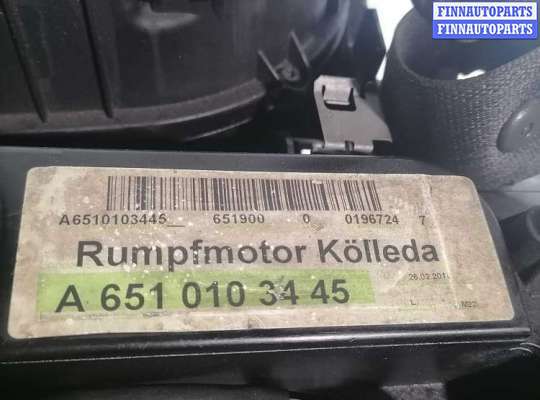 FINNAUTOPARTS
FINNAUTOPARTS
A6510103445__ 651900 0 0196724 7
Rumpfmotor Kölleda
A 651 010 34 45